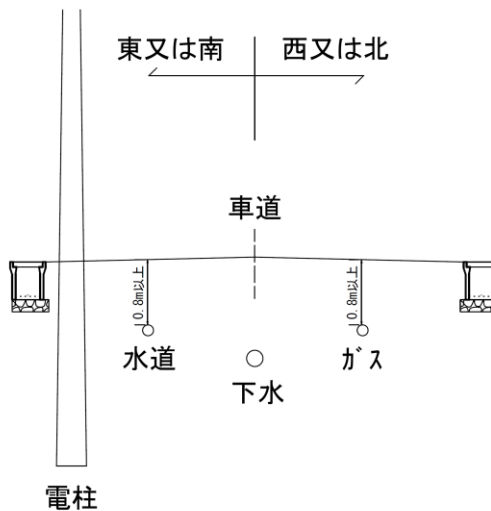 東又は南
西又は北
車道
0.8m以上
0.8m以上
水道
ガス
下水
電柱